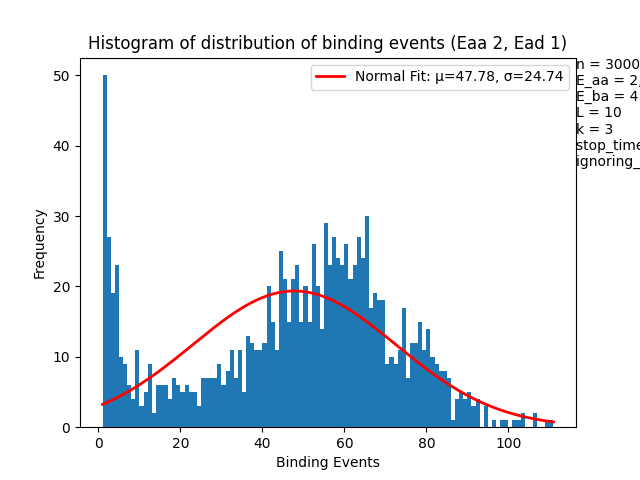 Histogram of distribution of binding events (Eaa 2, Ead 1)
Normal Fit: μ=47.78, σ=24.74
n = 3000
E_aa = 2,
E_ba = 4
L = 10
k = 3
stop_time
ignoring_
Frequency
50
40
30
20
10
0
0 20 40 60 80 100
Binding Events